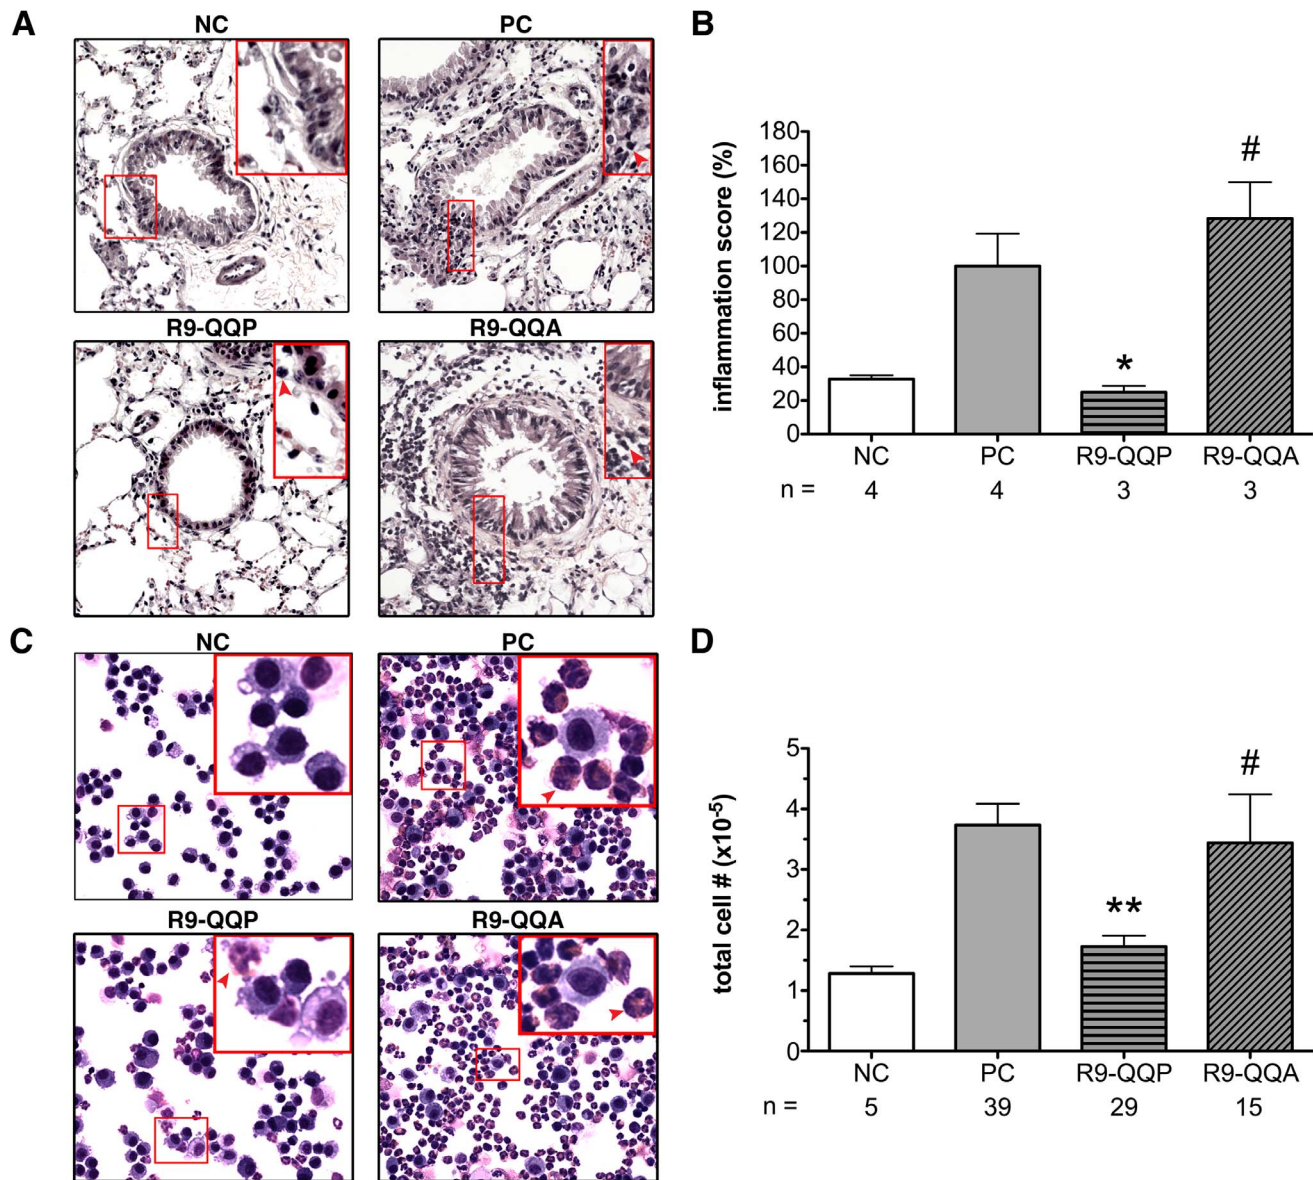 A
NC
PC
R9-QQP
R9-QQA
B
inflammation score (%)
180
160
140
120
100
80
60
40
20
0
*
#
NC PC R9-QQP R9-QQA
n = 4 4 3 3
C
NC
PC
R9-QQP
R9-QQA
D
total cell # (x10-5)
5
4
3
2
1
0
**
#
NC PC R9-QQP R9-QQA
n = 5 39 29 15